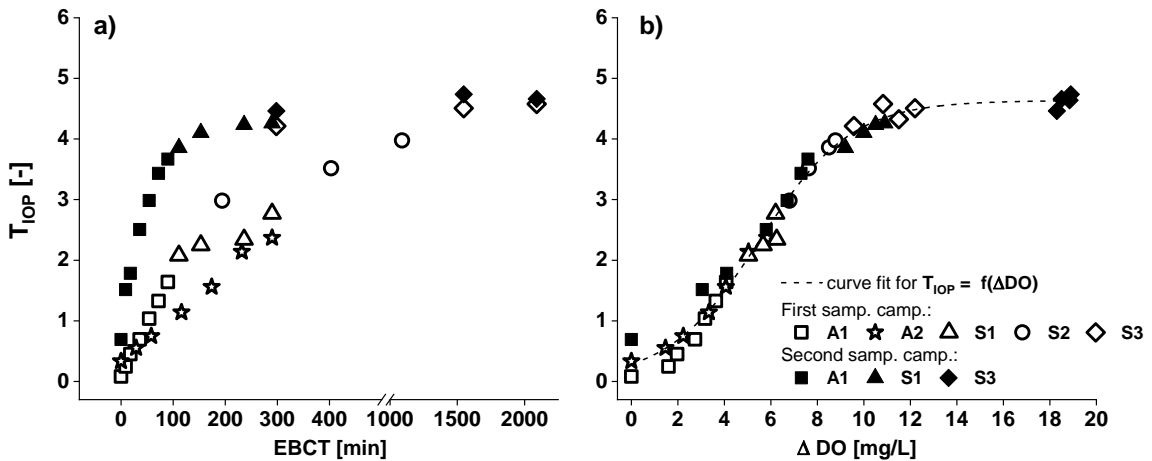 a)
T_IOP [-]
6
5
4
3
2
1
0
0 100 200 300 400 1000 1500 2000
EBCT [min]
b)
6
5
4
3
2
1
0
curve fit for T_IOP = f(ΔDO)
First samp. camp.:
A1 A2 S1 S2 S3
Second samp. camp.:
A1 S1 S3
0 2 4 6 8 10 12 14 16 18 20
Δ DO [mg/L]